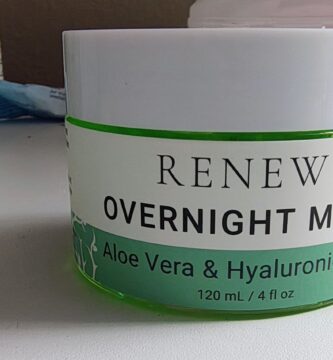 RENEW
OVERNIGHT M
Aloe Vera & Hyaluroni
120 mL / 4 fl oz